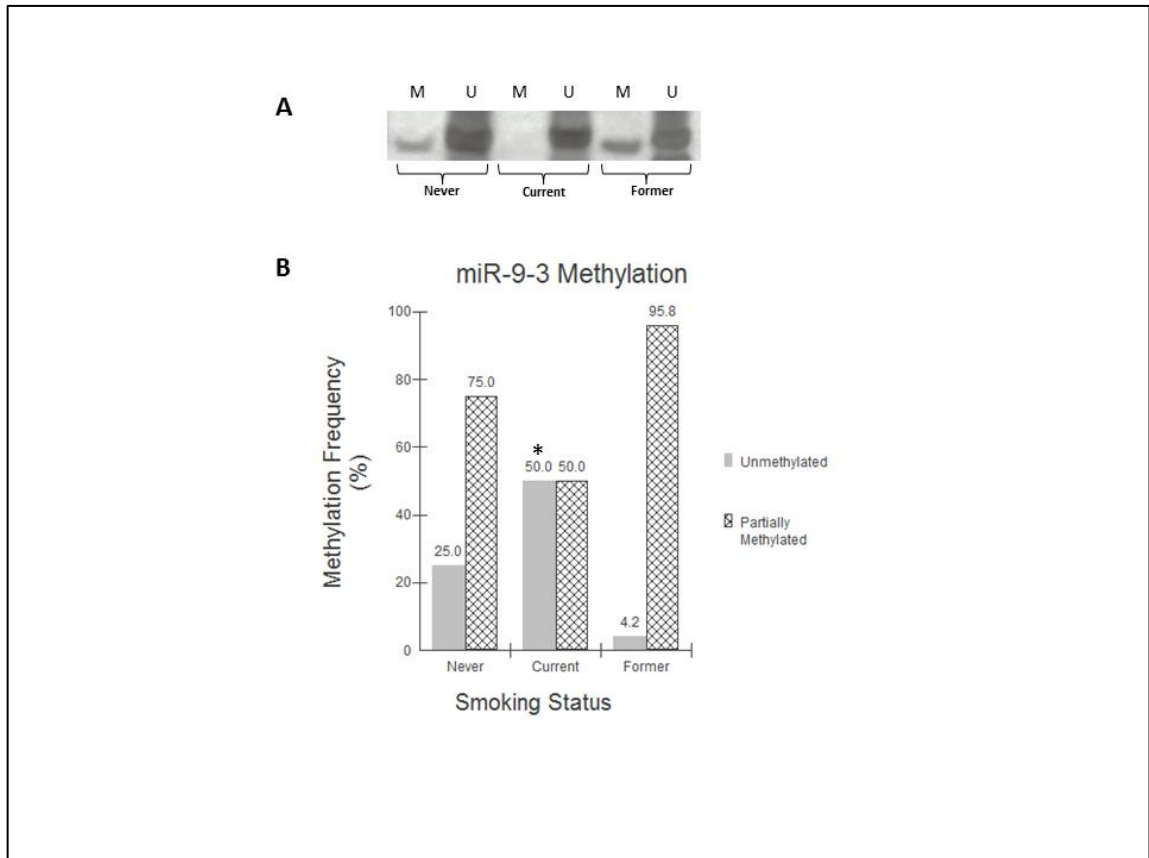 A
M U M U M U
Never Current Former
B
miR-9-3 Methylation
Methylation Frequency
(%)
100
80
60
40
20
0
25.0
75.0
*
50.0 50.0
4.2
95.8
Never Current Former
Smoking Status
Unmethylated
Partially
Methylated